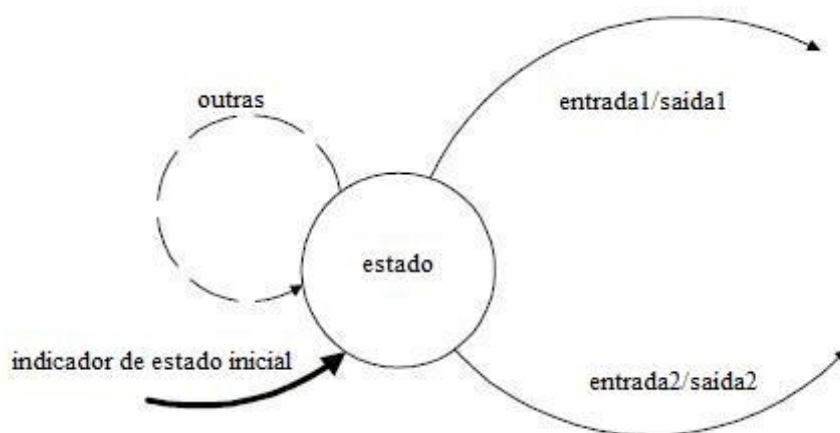 outras
entrada1/saida1
estado
indicador de estado inicial
entrada2/saida2